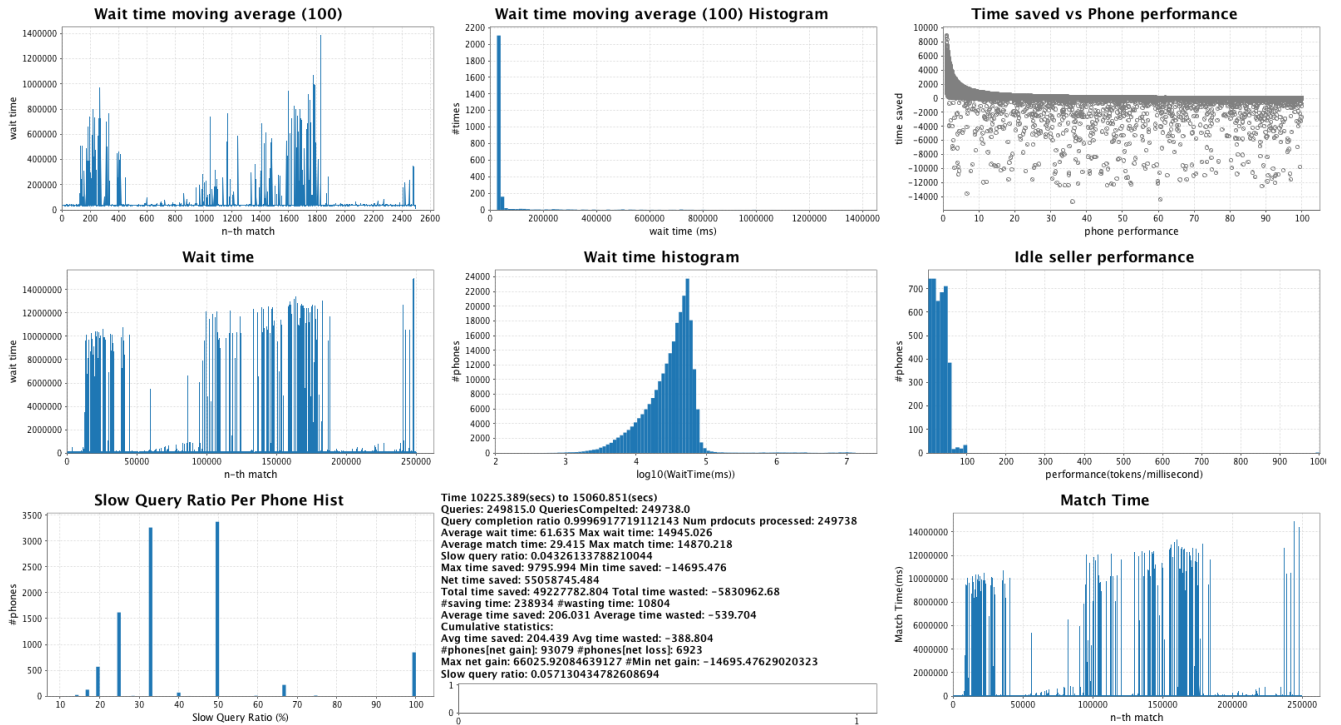 Wait time moving average (100)
wait time
1400000
1200000
1000000
800000
600000
400000
200000
0
0 200 400 600 800 1000 1200 1400 1600 1800 2000 2200 2400 2600
n-th match
Wait time moving average (100) Histogram
#times
2200
2000
1800
1600
1400
1200
1000
800
600
400
200
0
200000 400000 600000 800000 1000000 1200000 1400000
wait time (ms)
Time saved vs Phone performance
time saved
10000
8000
6000
4000
2000
0
-2000
-4000
-6000
-8000
-10000
-12000
-14000
0 10 20 30 40 50 60 70 80 90 100
phone performance
Wait time
wait time
14000000
12000000
10000000
8000000
6000000
4000000
2000000
0
0 50000 100000 150000 200000 250000
n-th match
Wait time histogram
#phones
24000
22000
20000
18000
16000
14000
12000
10000
8000
6000
4000
2000
0
2 3 4 5 6 7
log10(WaitTime(ms))
Idle seller performance
#phones
700
600
500
400
300
200
100
0
100 200 300 400 500 600 700 800 900 1000
performance(tokens/millisecond)
Slow Query Ratio Per Phone Hist
#phones
3500
3000
2500
2000
1500
1000
500
0
10 20 30 40 50 60 70 80 90 100
Slow Query Ratio (%)
Time 10225.389(secs) to 15060.851(secs)
Queries: 249815.0 QueriesCompelted: 249738.0
Query completion ratio 0.9996917719112143 Num prdocuts processed: 249738
Average wait time: 61.635 Max wait time: 14945.026
Average match time: 29.415 Max match time: 14870.218
Slow query ratio: 0.04326133788210044
Max time saved: 9795.994 Min time saved: -14695.476
Net time saved: 55058745.484
Total time saved: 49227782.804 Total time wasted: -5830962.68
#saving time: 238934 #wasting time: 10804
Average time saved: 206.031 Average time wasted: -539.704
Cumulative statistics:
Avg time saved: 204.439 Avg time wasted: -388.804
#phones[net gain]: 93079 #phones[net loss]: 6923
Max net gain: 66025.92084639127 #Min net gain: -14695.47629020323
Slow query ratio: 0.057130434782608694
1
0
0 1
Match Time
Match Time(ms)
14000000
12000000
10000000
8000000
6000000
4000000
2000000
0
0 50000 100000 150000 200000 250000
n-th match